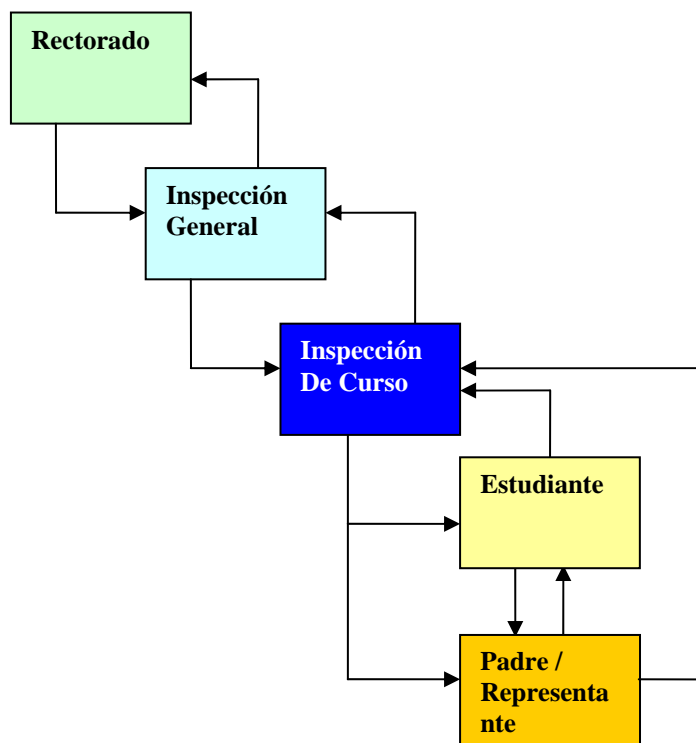 Rectorado
Inspección
General
Inspección
De Curso
Estudiante
Padre /
Representa
nte